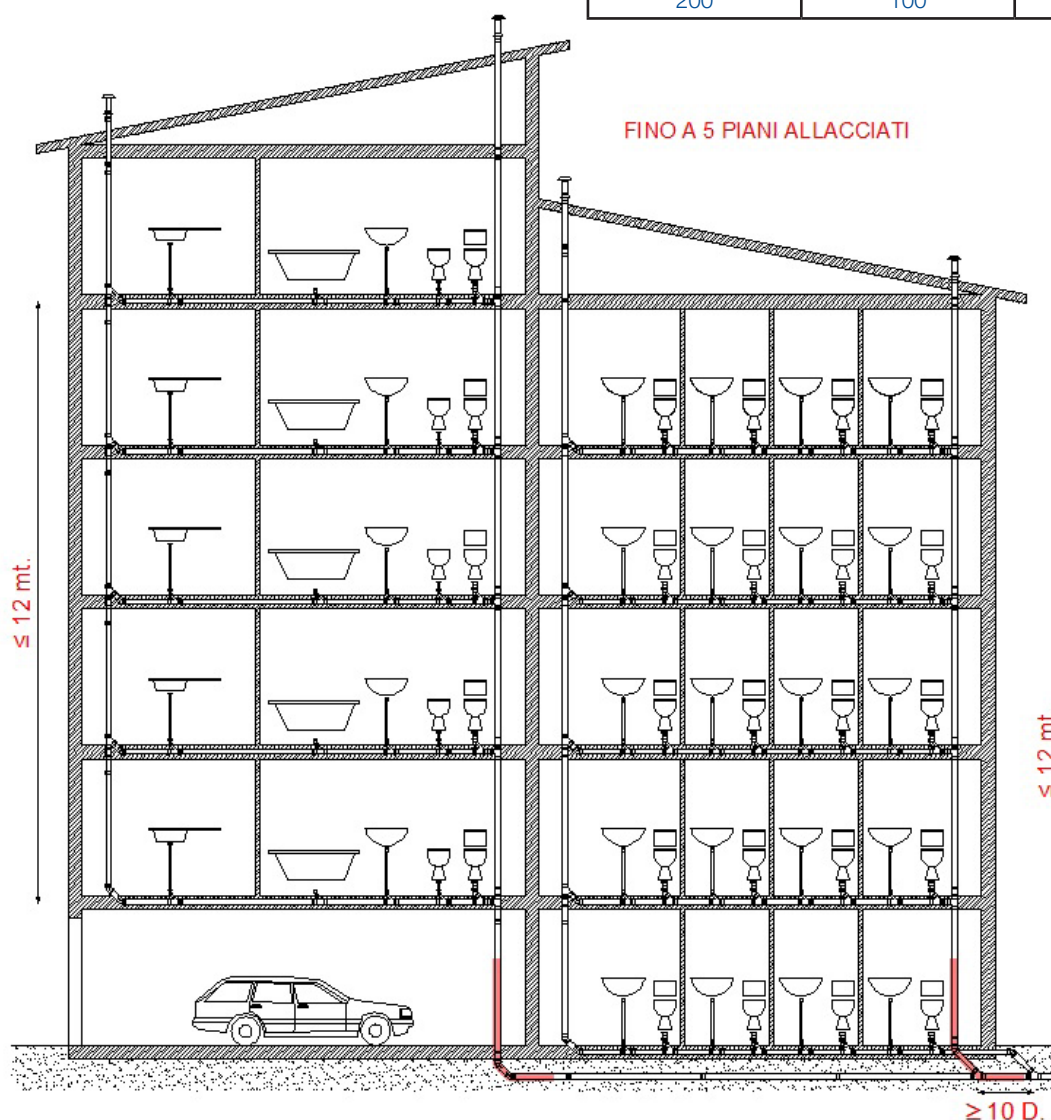 200 100
FINO A 5 PIANI ALLACCIATI
≤ 12 mt.
≤ 12 mt
≥ 10 D.